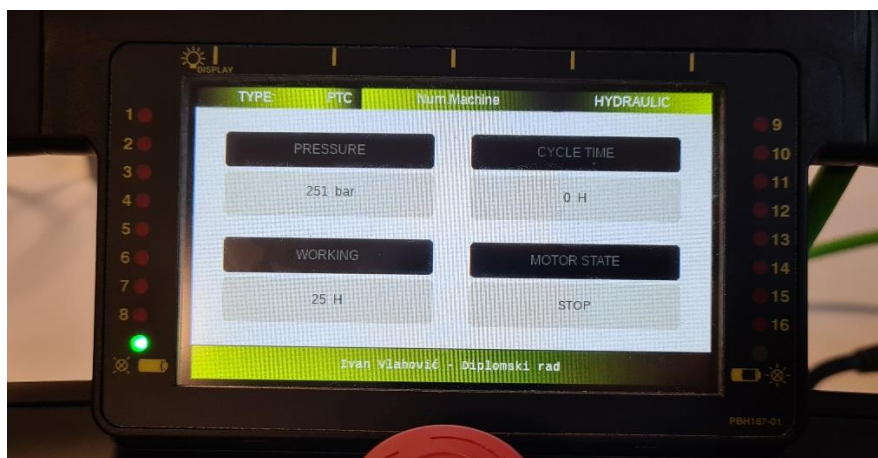 DISPLAY
TYPE PTC Num.Machine HYDRAULIC
1
2
3
4
5
6
7
8
PRESSURE
251 bar
CYCLE TIME
0 H
WORKING
25 H
MOTOR STATE
STOP
Ivan Vlahović - Diplomski rad
9
10
11
12
13
14
15
16
PBH187-01